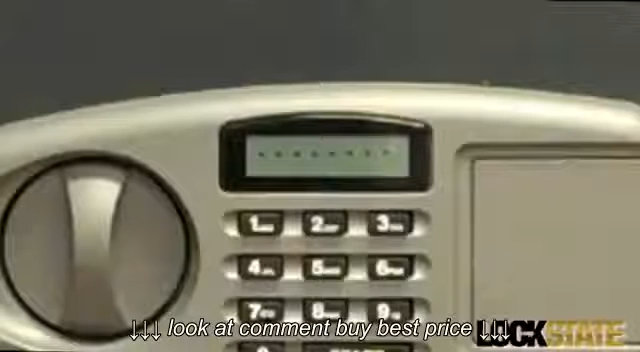 1 2 3
4 5 6
7 8 9
↓↓↓ look at comment buy best price ↓↓↓
LOCKSTATE